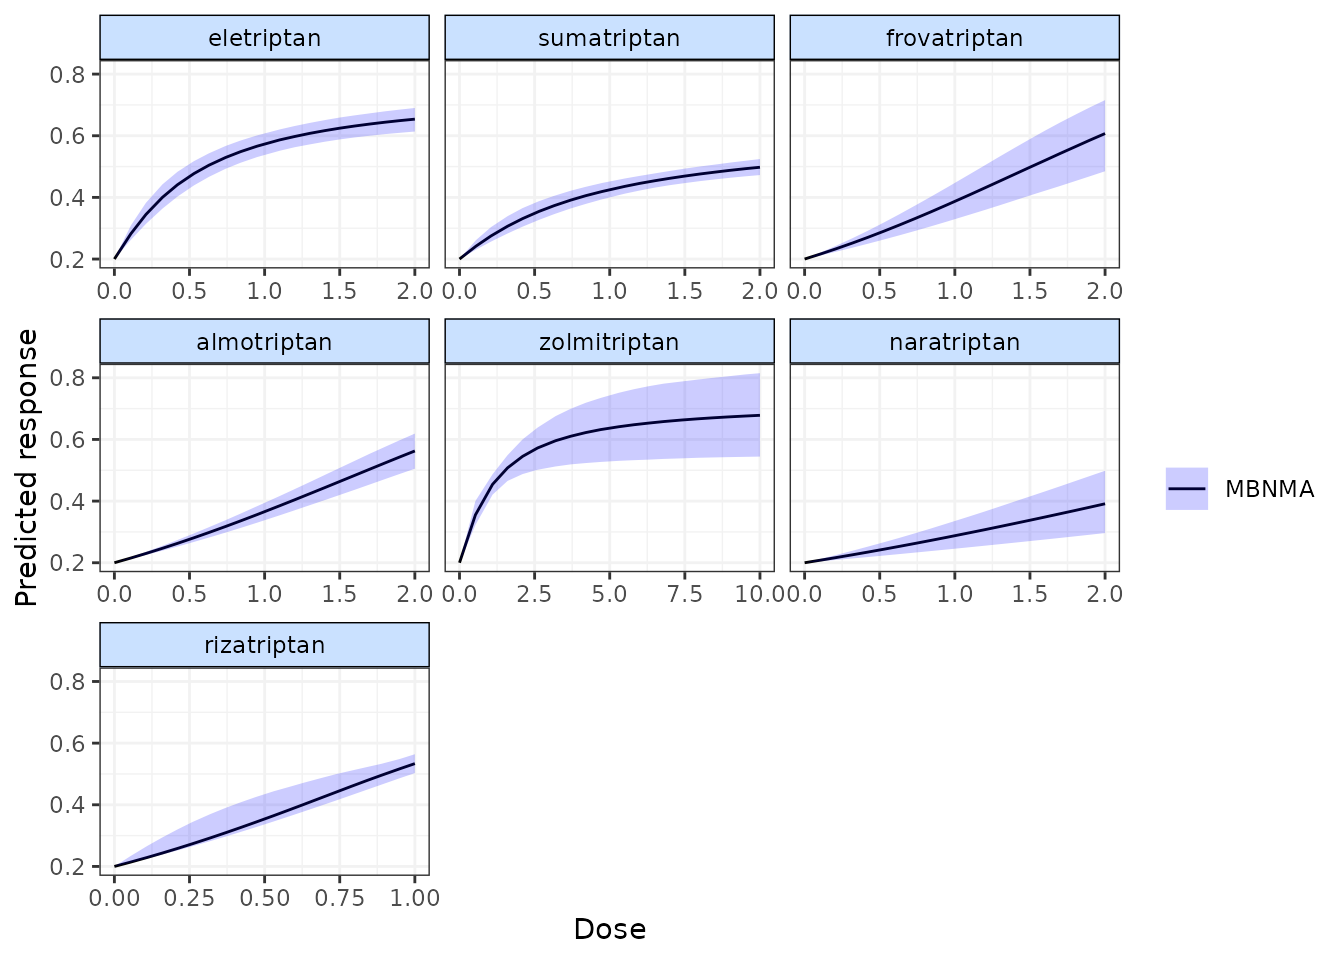 eletriptan sumatriptan frovatriptan
0.8
0.6
0.4
0.2
0.0 0.5 1.0 1.5 2.0 0.0 0.5 1.0 1.5 2.0 0.0 0.5 1.0 1.5 2.0
almotriptan zolmitriptan naratriptan
0.8
0.6
0.4
0.2
0.0 0.5 1.0 1.5 2.0 0.0 2.5 5.0 7.5 10.0 0.0 0.5 1.0 1.5 2.0
rizatriptan
0.8
0.6
0.4
0.2
0.00 0.25 0.50 0.75 1.00
Predicted response
Dose
MBNMA